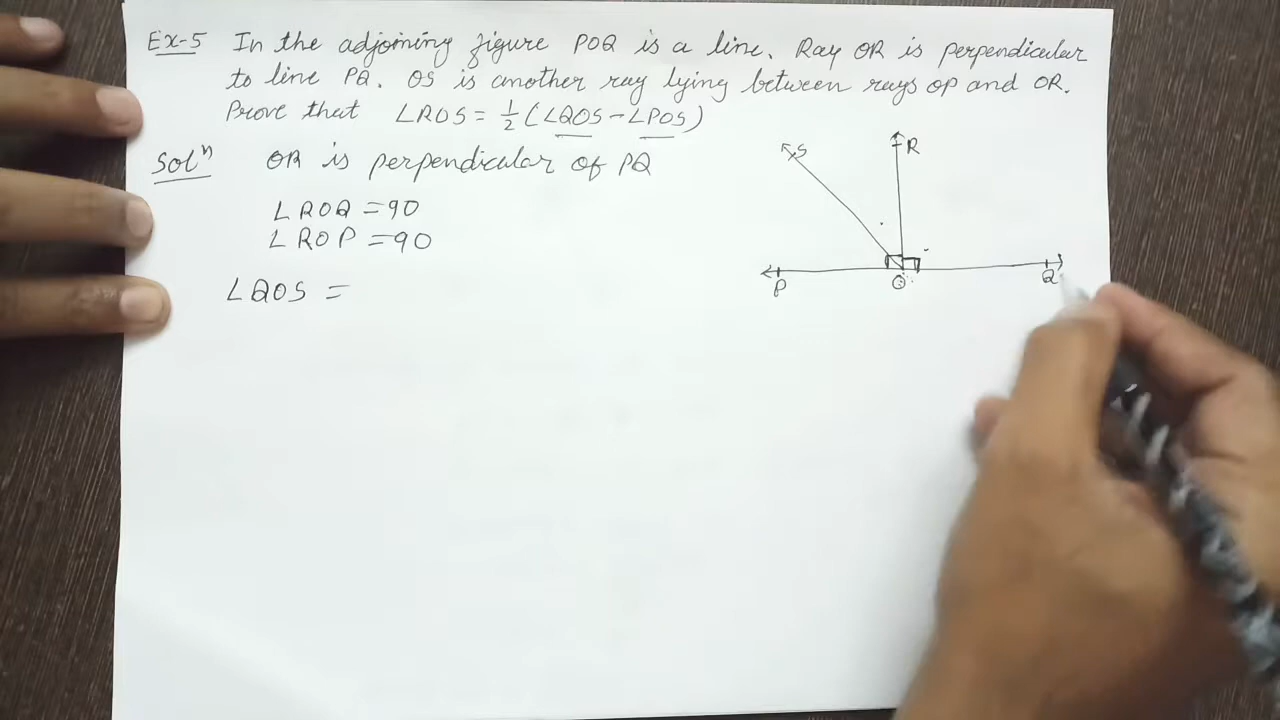 Ex-5 In the adjoining figure POQ is a line. Ray OR is perpendicular
to line PQ. OS is another ray lying between rays OP and OR.
Prove that ∠ROS = 1/2 (∠QOS - ∠POS)
Solⁿ OR is perpendicular of PQ
∠ROQ = 90
∠ROP = 90
∠QOS =
S
R
P
O
Q